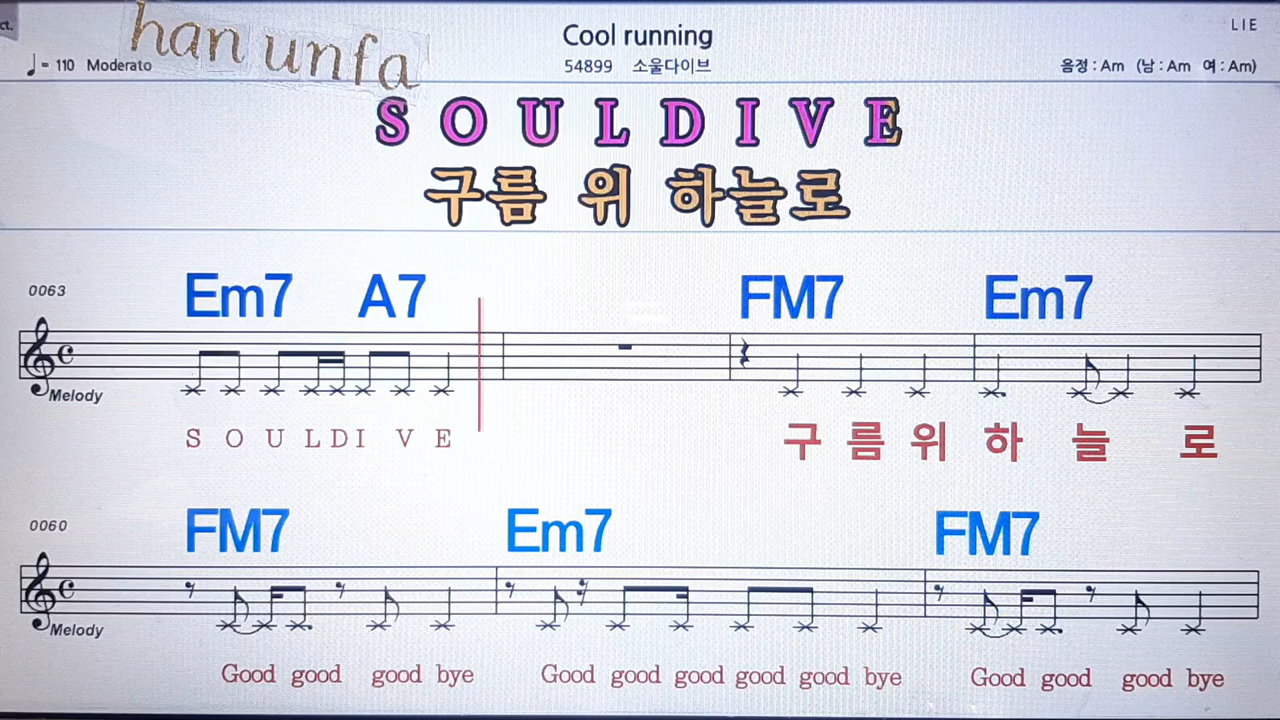 ct.
han unfa
Cool running
LIE
♩= 110 Moderato
54899 소울다이브
음정 : Am (남 : Am 여 : Am)
S O U L D I V E
구름 위 하늘로
0063
Em7 A7 FM7 Em7
Melody
S O U L D I V E 구 름 위 하 늘 로
0060
FM7 Em7 FM7
Melody
Good good good bye Good good good good good bye Good good good bye